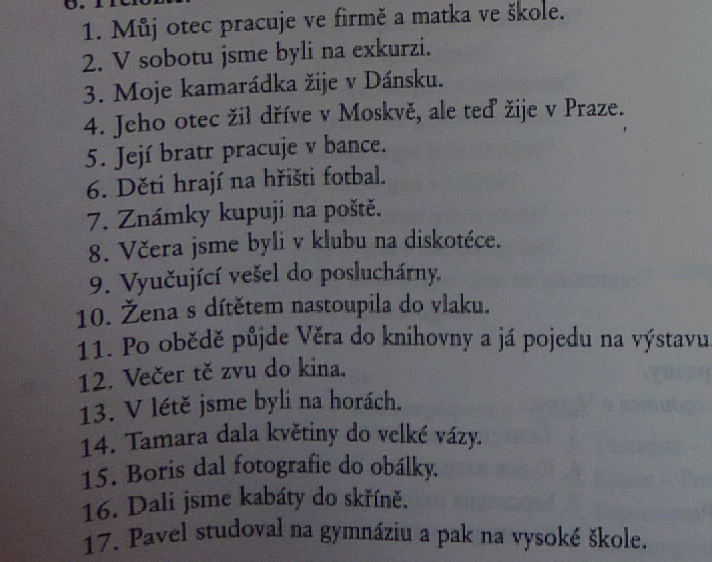 6. Přeložte.
1. Můj otec pracuje ve firmě a matka ve škole.
2. V sobotu jsme byli na exkurzi.
3. Moje kamarádka žije v Dánsku.
4. Jeho otec žil dříve v Moskvě, ale teď žije v Praze.
5. Její bratr pracuje v bance.
6. Děti hrají na hřišti fotbal.
7. Známky kupuji na poště.
8. Včera jsme byli v klubu na diskotéce.
9. Vyučující vešel do posluchárny.
10. Žena s dítětem nastoupila do vlaku.
11. Po obědě půjde Věra do knihovny a já pojedu na výstavu
12. Večer tě zvu do kina.
13. V létě jsme byli na horách.
14. Tamara dala květiny do velké vázy.
15. Boris dal fotografie do obálky.
16. Dali jsme kabáty do skříně.
17. Pavel studoval na gymnáziu a pak na vysoké škole.